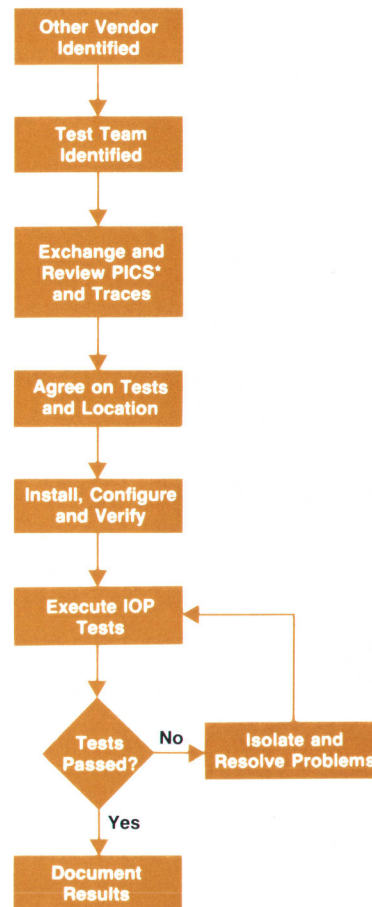 Other Vendor
Identified
Test Team
Identified
Exchange and
Review PICS*
and Traces
Agree on Tests
and Location
Install, Configure
and Verify
Execute IOP
Tests
Tests
Passed?
No
Isolate and
Resolve Problems
Yes
Document
Results